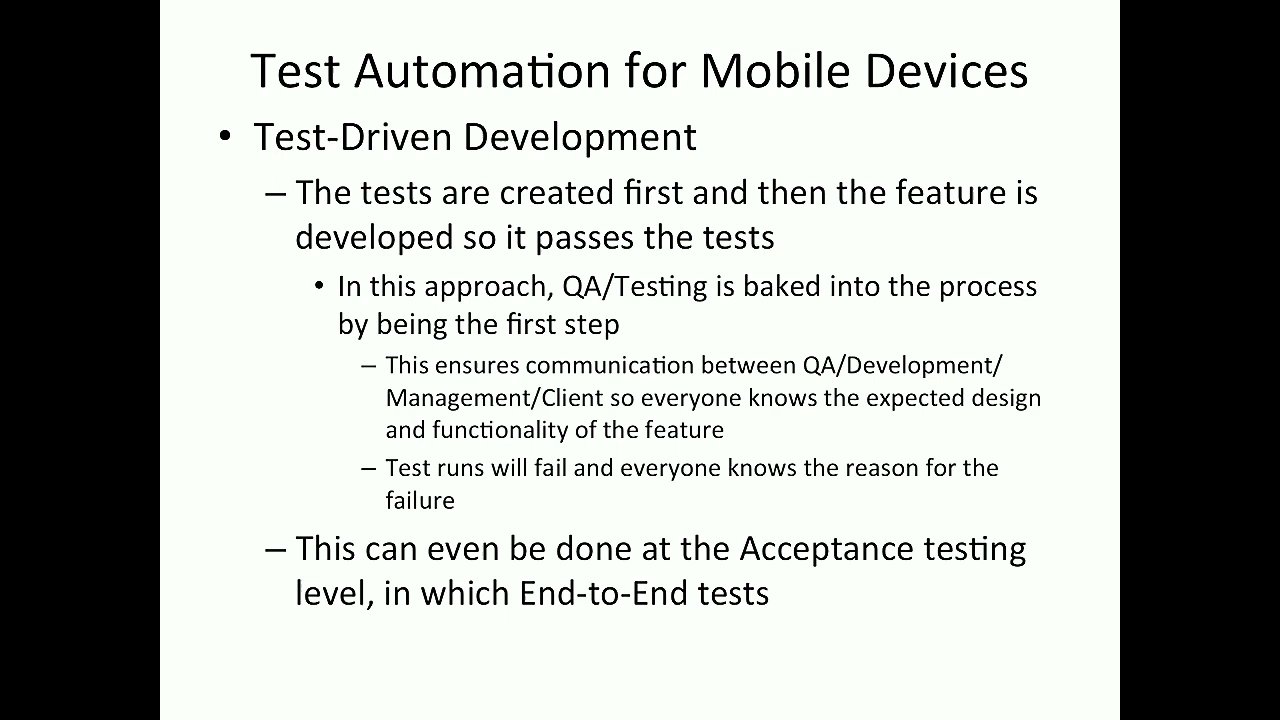 Test Automation for Mobile Devices
• Test-Driven Development
– The tests are created first and then the feature is
developed so it passes the tests
• In this approach, QA/Testing is baked into the process
by being the first step
– This ensures communication between QA/Development/
Management/Client so everyone knows the expected design
and functionality of the feature
– Test runs will fail and everyone knows the reason for the
failure
– This can even be done at the Acceptance testing
level, in which End-to-End tests